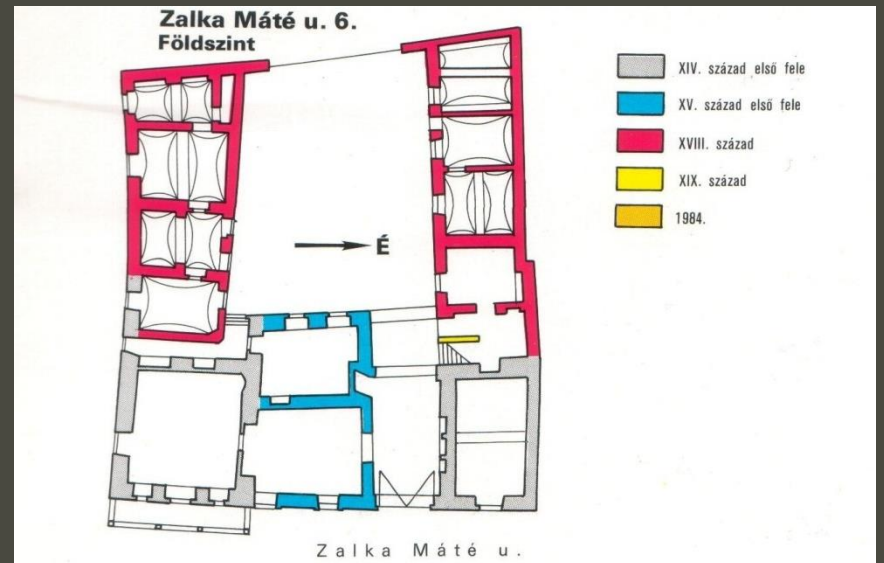 Zalka Máté u. 6.
Földszint
XIV. század első fele
XV. század első fele
XVIII. század
XIX. század
1984.
É
Zalka Máté u.